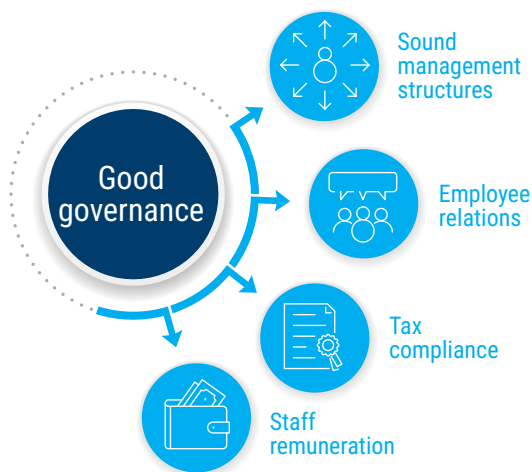 Good
governance
Sound
management
structures
Employee
relations
Tax
compliance
Staff
remuneration